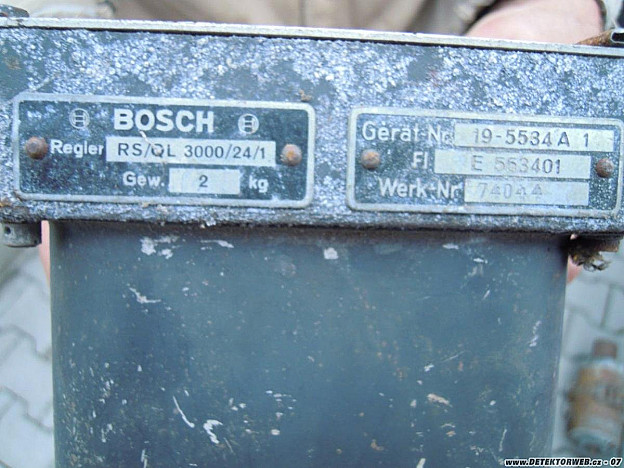 BOSCH
Regler RS/QL 3000/24/1
Gew. 2 kg
Gerät Nr. 19-5534 A 1
Fl E 563401
Werk-Nr 74044
www.DETEKTORWEB.cz - 07